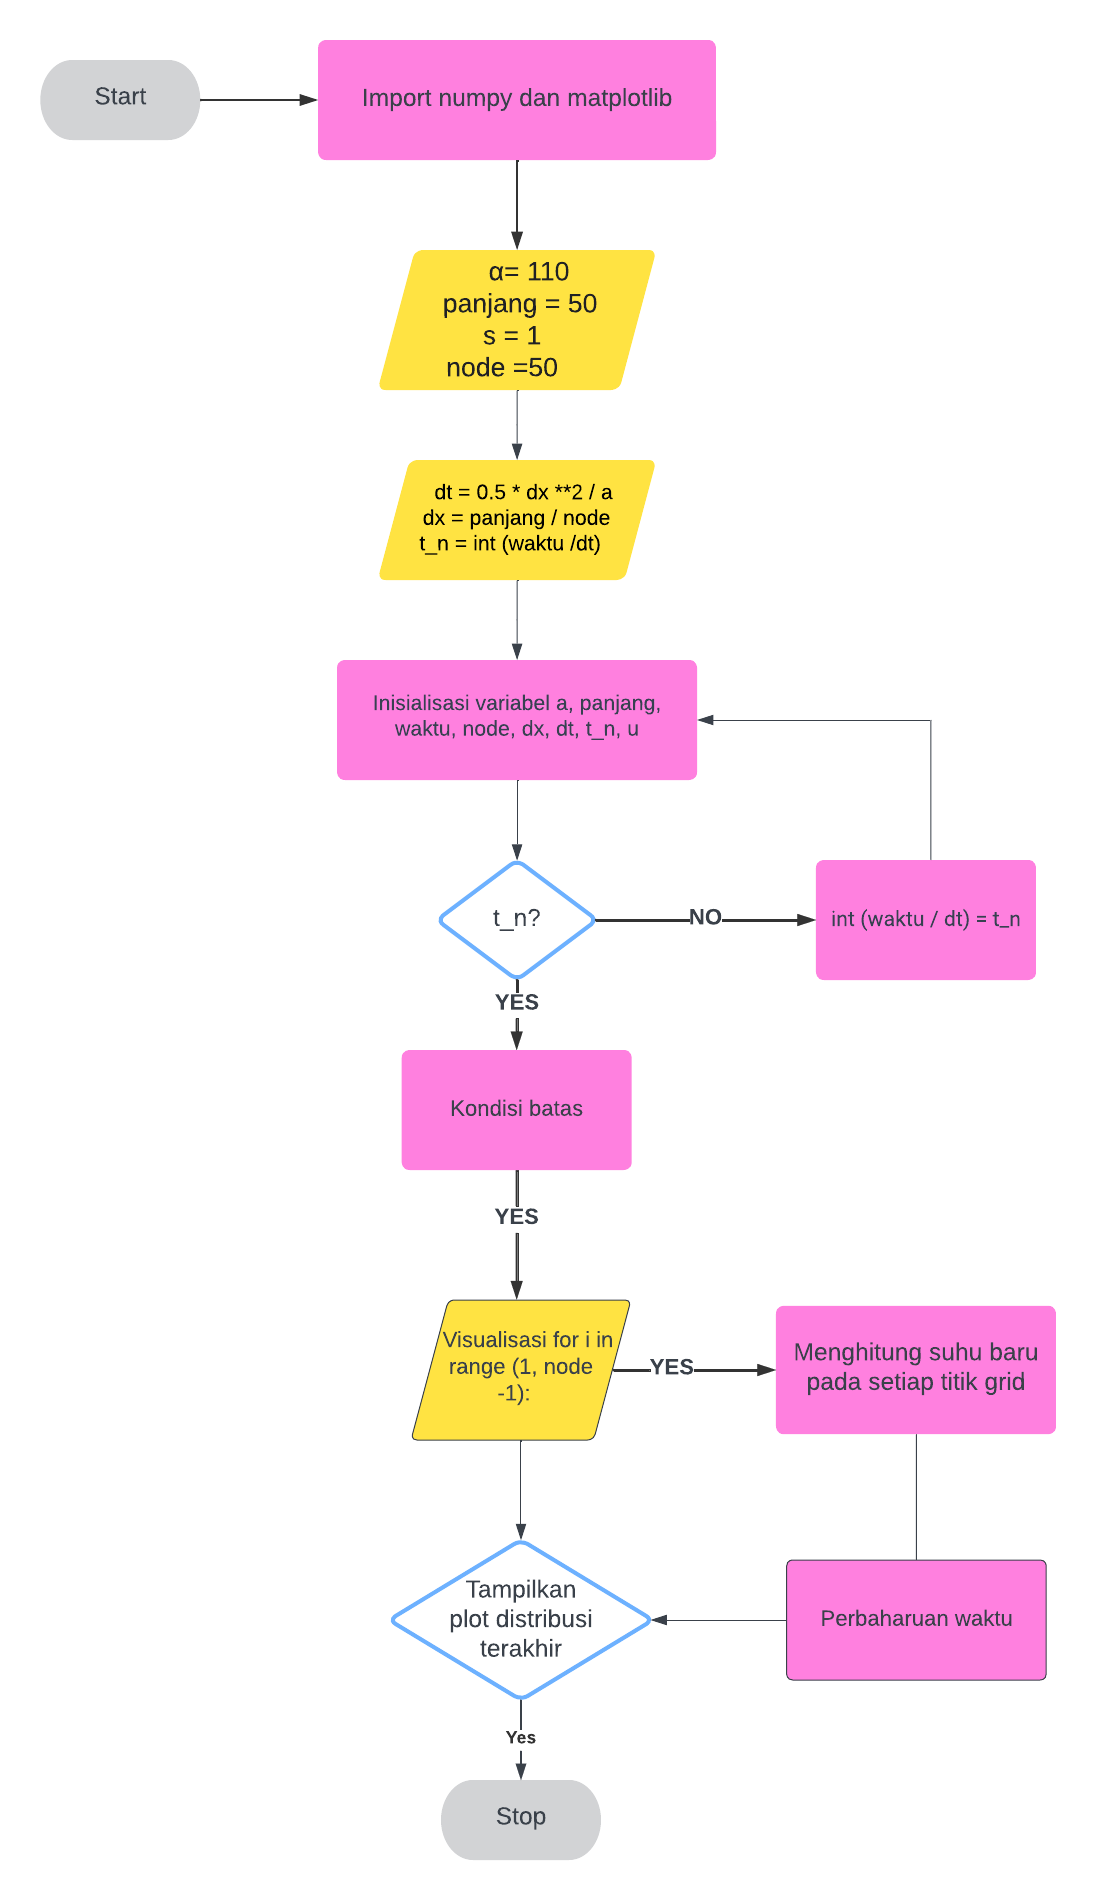 Start
Import numpy dan matplotlib
α= 110
panjang = 50
s = 1
node =50
dt = 0.5 * dx **2 / a
dx = panjang / node
t_n = int (waktu /dt)
Inisialisasi variabel a, panjang,
waktu, node, dx, dt, t_n, u
t_n?
NO
int (waktu / dt) = t_n
YES
Kondisi batas
YES
Visualisasi for i in
range (1, node
-1):
YES
Menghitung suhu baru
pada setiap titik grid
Tampilkan
plot distribusi
terakhir
Perbaharuan waktu
Yes
Stop